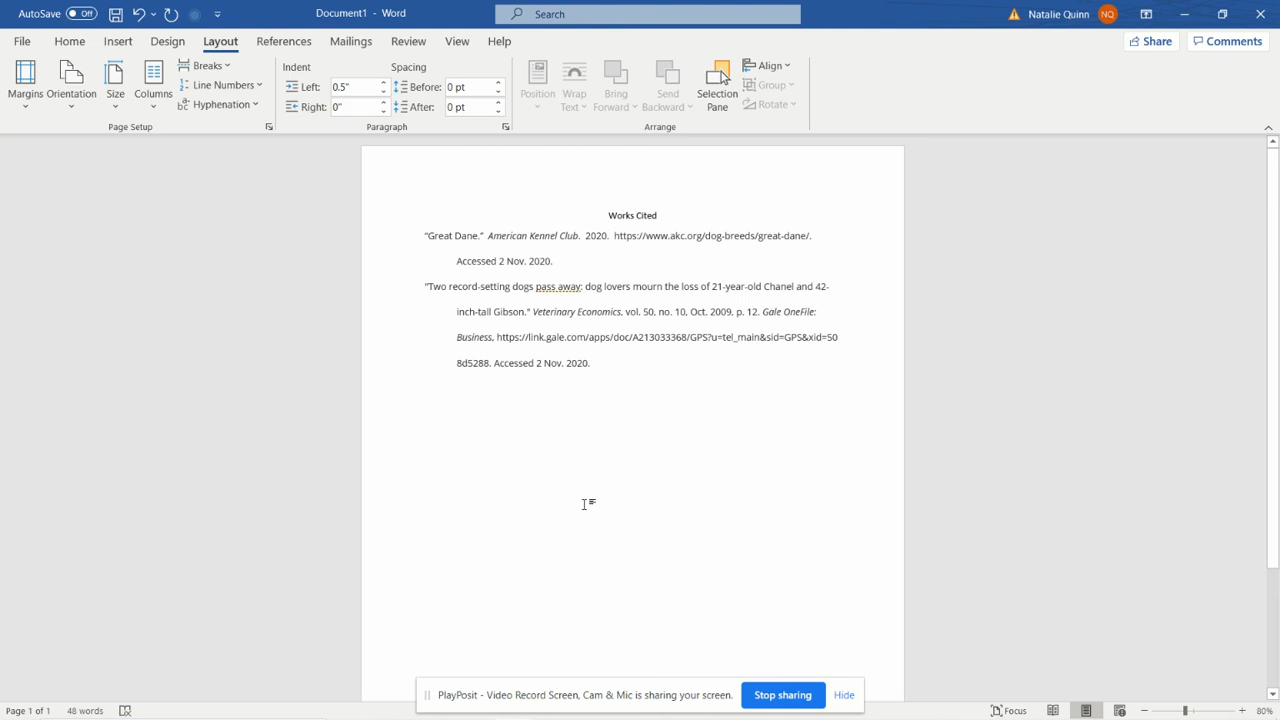 AutoSave Off Document1 - Word Search Natalie Quinn NQ
File Home Insert Design Layout References Mailings Review View Help Share Comments
Margins Orientation Size Columns
Breaks
Line Numbers
Hyphenation
Page Setup
Indent Spacing
Left: 0.5" Before: 0 pt
Right: 0" After: 0 pt
Paragraph
Position Wrap Text Bring Forward Send Backward Selection Pane
Align
Group
Rotate
Arrange
Works Cited
“Great Dane.” American Kennel Club. 2020. https://www.akc.org/dog-breeds/great-dane/.
Accessed 2 Nov. 2020.
"Two record-setting dogs pass away: dog lovers mourn the loss of 21-year-old Chanel and 42-
inch-tall Gibson." Veterinary Economics, vol. 50, no. 10, Oct. 2009, p. 12. Gale OneFile:
Business, https://link.gale.com/apps/doc/A213033368/GPS?u=tel_main&sid=GPS&xid=50
8d5288. Accessed 2 Nov. 2020.
PlayPosit - Video Record Screen, Cam & Mic is sharing your screen. Stop sharing Hide
Page 1 of 1 48 words Focus 80%